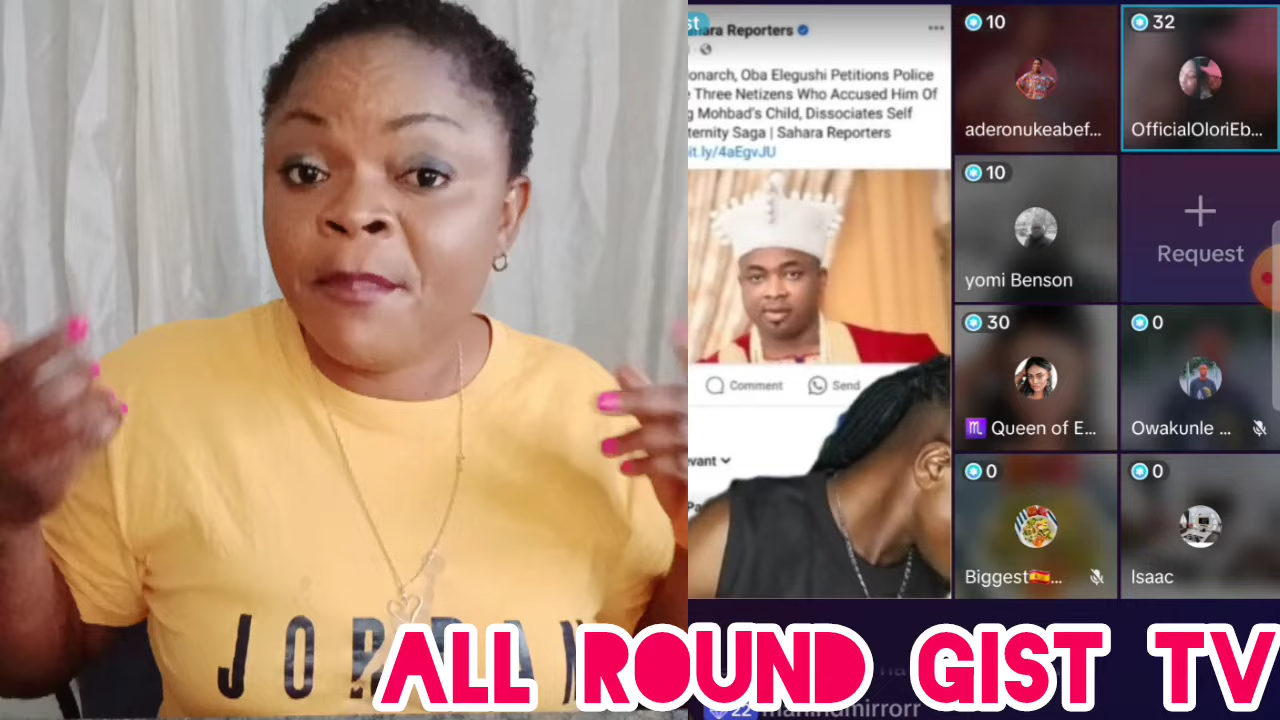 Sahara Reporters
...
onarch, Oba Elegushi Petitions Police
Three Netizens Who Accused Him Of
g Mohbad's Child, Dissociates Self
ternity Saga | Sahara Reporters
it.ly/4aEgvJU
Comment
Send
evant
10
aderonukeabef...
32
OfficialOloriEb...
10
yomi Benson
Request
30
Queen of E...
0
Owakunle ...
0
Biggest🇪🇸...
0
Isaac
JORDAN
ALL ROUND GIST TV
22